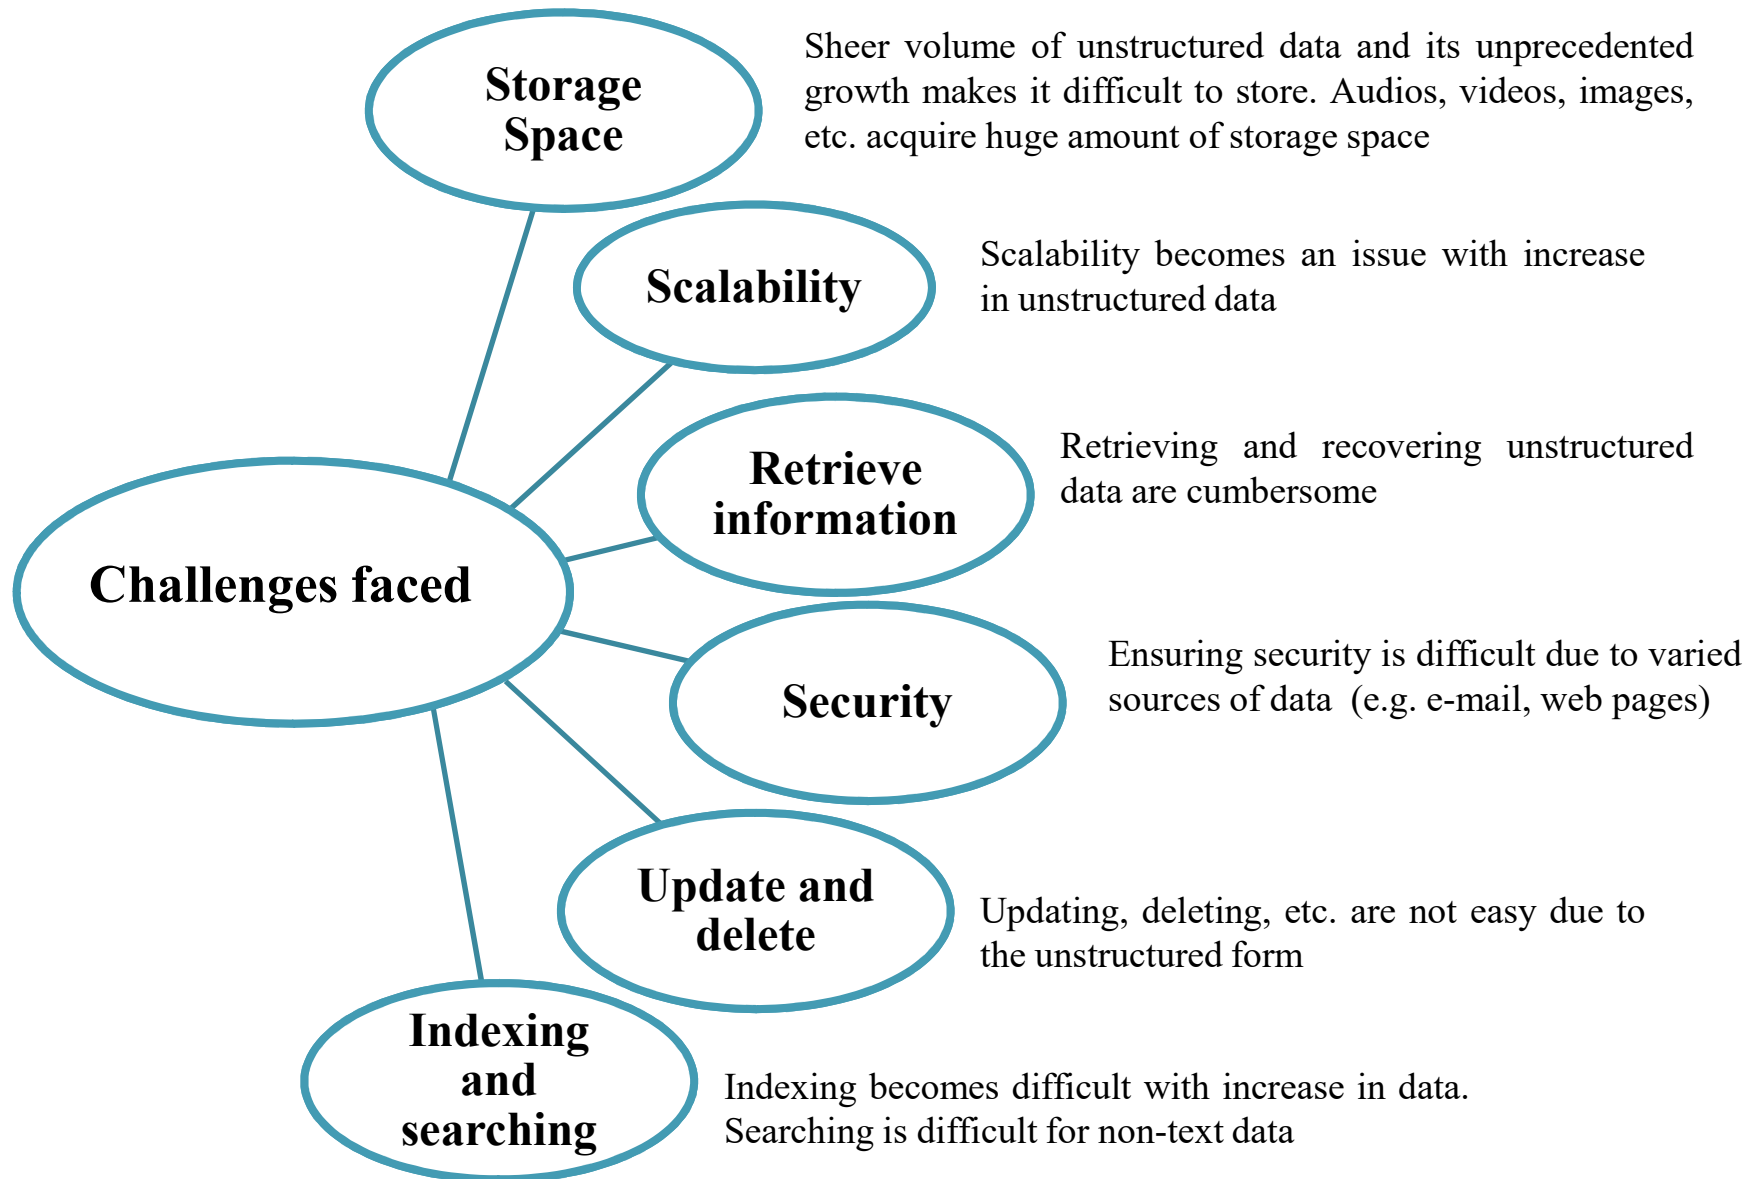 Storage
Space
Sheer volume of unstructured data and its unprecedented
growth makes it difficult to store. Audios, videos, images,
etc. acquire huge amount of storage space
Scalability
Scalability becomes an issue with increase
in unstructured data
Retrieve
information
Retrieving and recovering unstructured
data are cumbersome
Challenges faced
Security
Ensuring security is difficult due to varied
sources of data (e.g. e-mail, web pages)
Update and
delete
Updating, deleting, etc. are not easy due to
the unstructured form
Indexing
and
searching
Indexing becomes difficult with increase in data.
Searching is difficult for non-text data